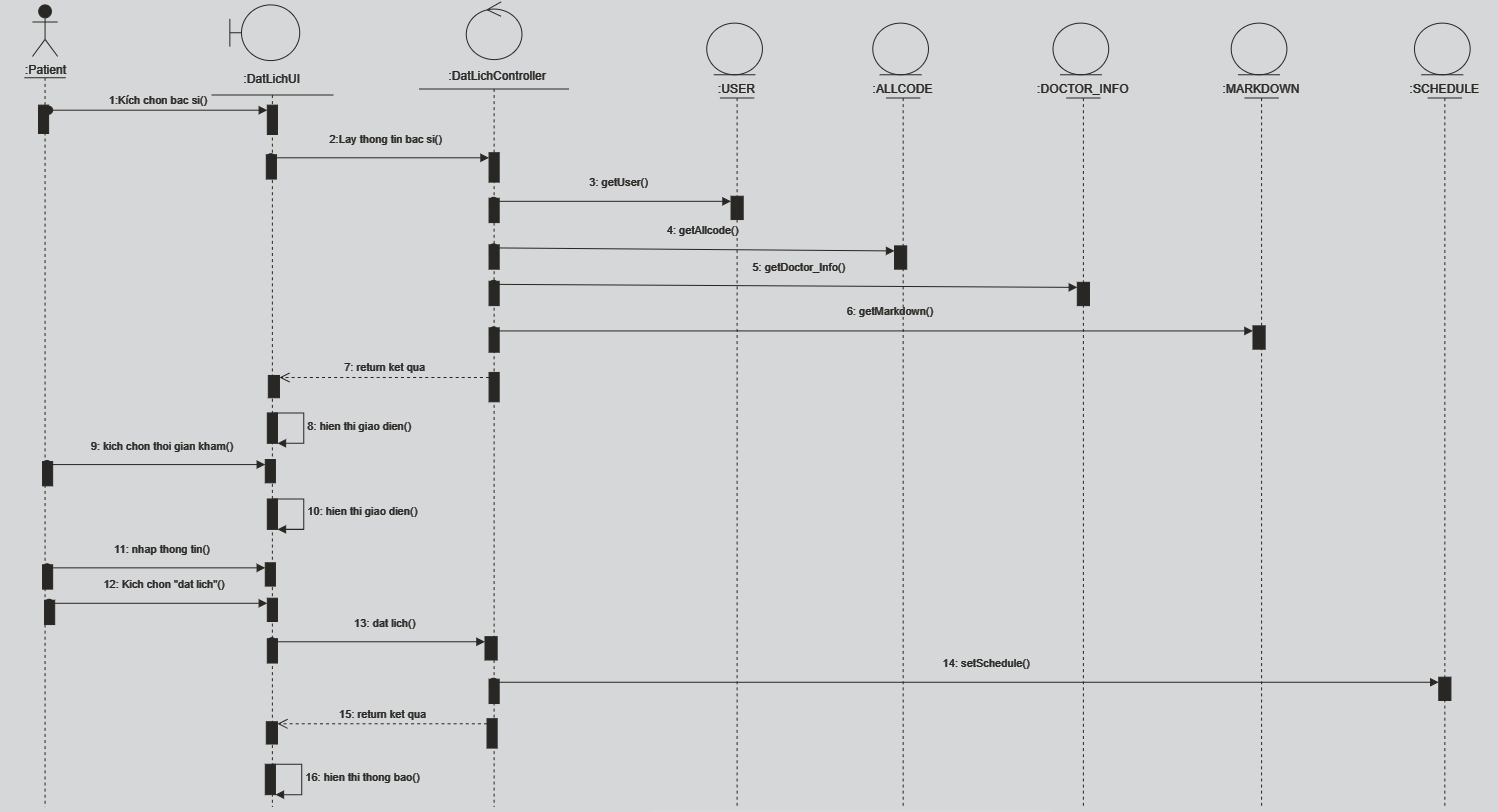 :Patient
:DatLichUI
:DatLichController
:USER
:ALLCODE
:DOCTOR_INFO
:MARKDOWN
:SCHEDULE
1:Kích chon bac si()
2:Lay thong tin bac si()
3: getUser()
4: getAllcode()
5: getDoctor_Info()
6: getMarkdown()
7: return ket qua
8: hien thi giao dien()
9: kich chon thoi gian kham()
10: hien thi giao dien()
11: nhap thong tin()
12: Kich chon "dat lich"()
13: dat lich()
14: setSchedule()
15: return ket qua
16: hien thi thong bao()